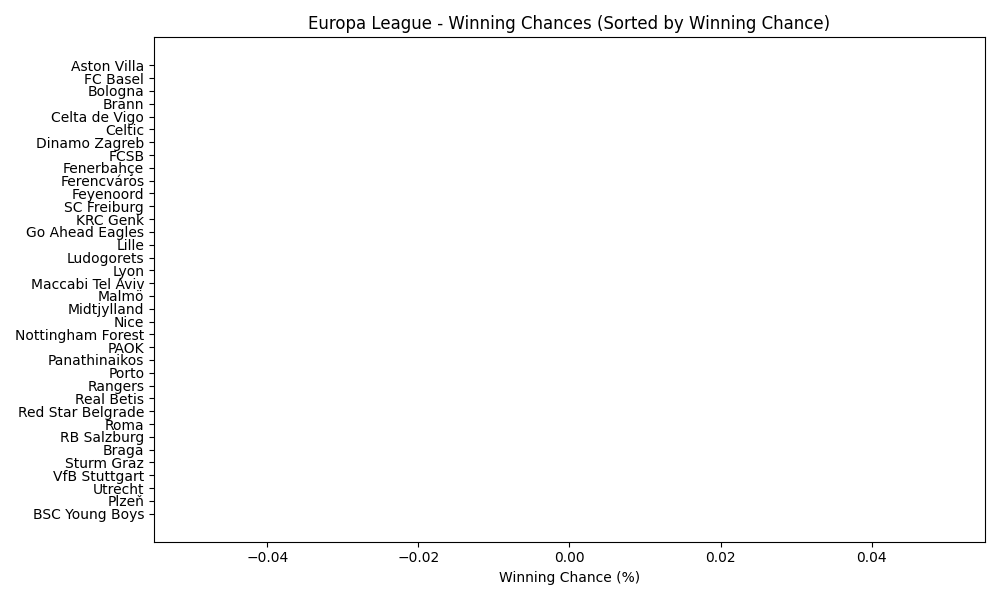 Europa League - Winning Chances (Sorted by Winning Chance)
Aston Villa
FC Basel
Bologna
Brann
Celta de Vigo
Celtic
Dinamo Zagreb
FCSB
Fenerbahçe
Ferencváros
Feyenoord
SC Freiburg
KRC Genk
Go Ahead Eagles
Lille
Ludogorets
Lyon
Maccabi Tel Aviv
Malmö
Midtjylland
Nice
Nottingham Forest
PAOK
Panathinaikos
Porto
Rangers
Real Betis
Red Star Belgrade
Roma
RB Salzburg
Braga
Sturm Graz
VfB Stuttgart
Utrecht
Plzeň
BSC Young Boys
−0.04 −0.02 0.00 0.02 0.04
Winning Chance (%)